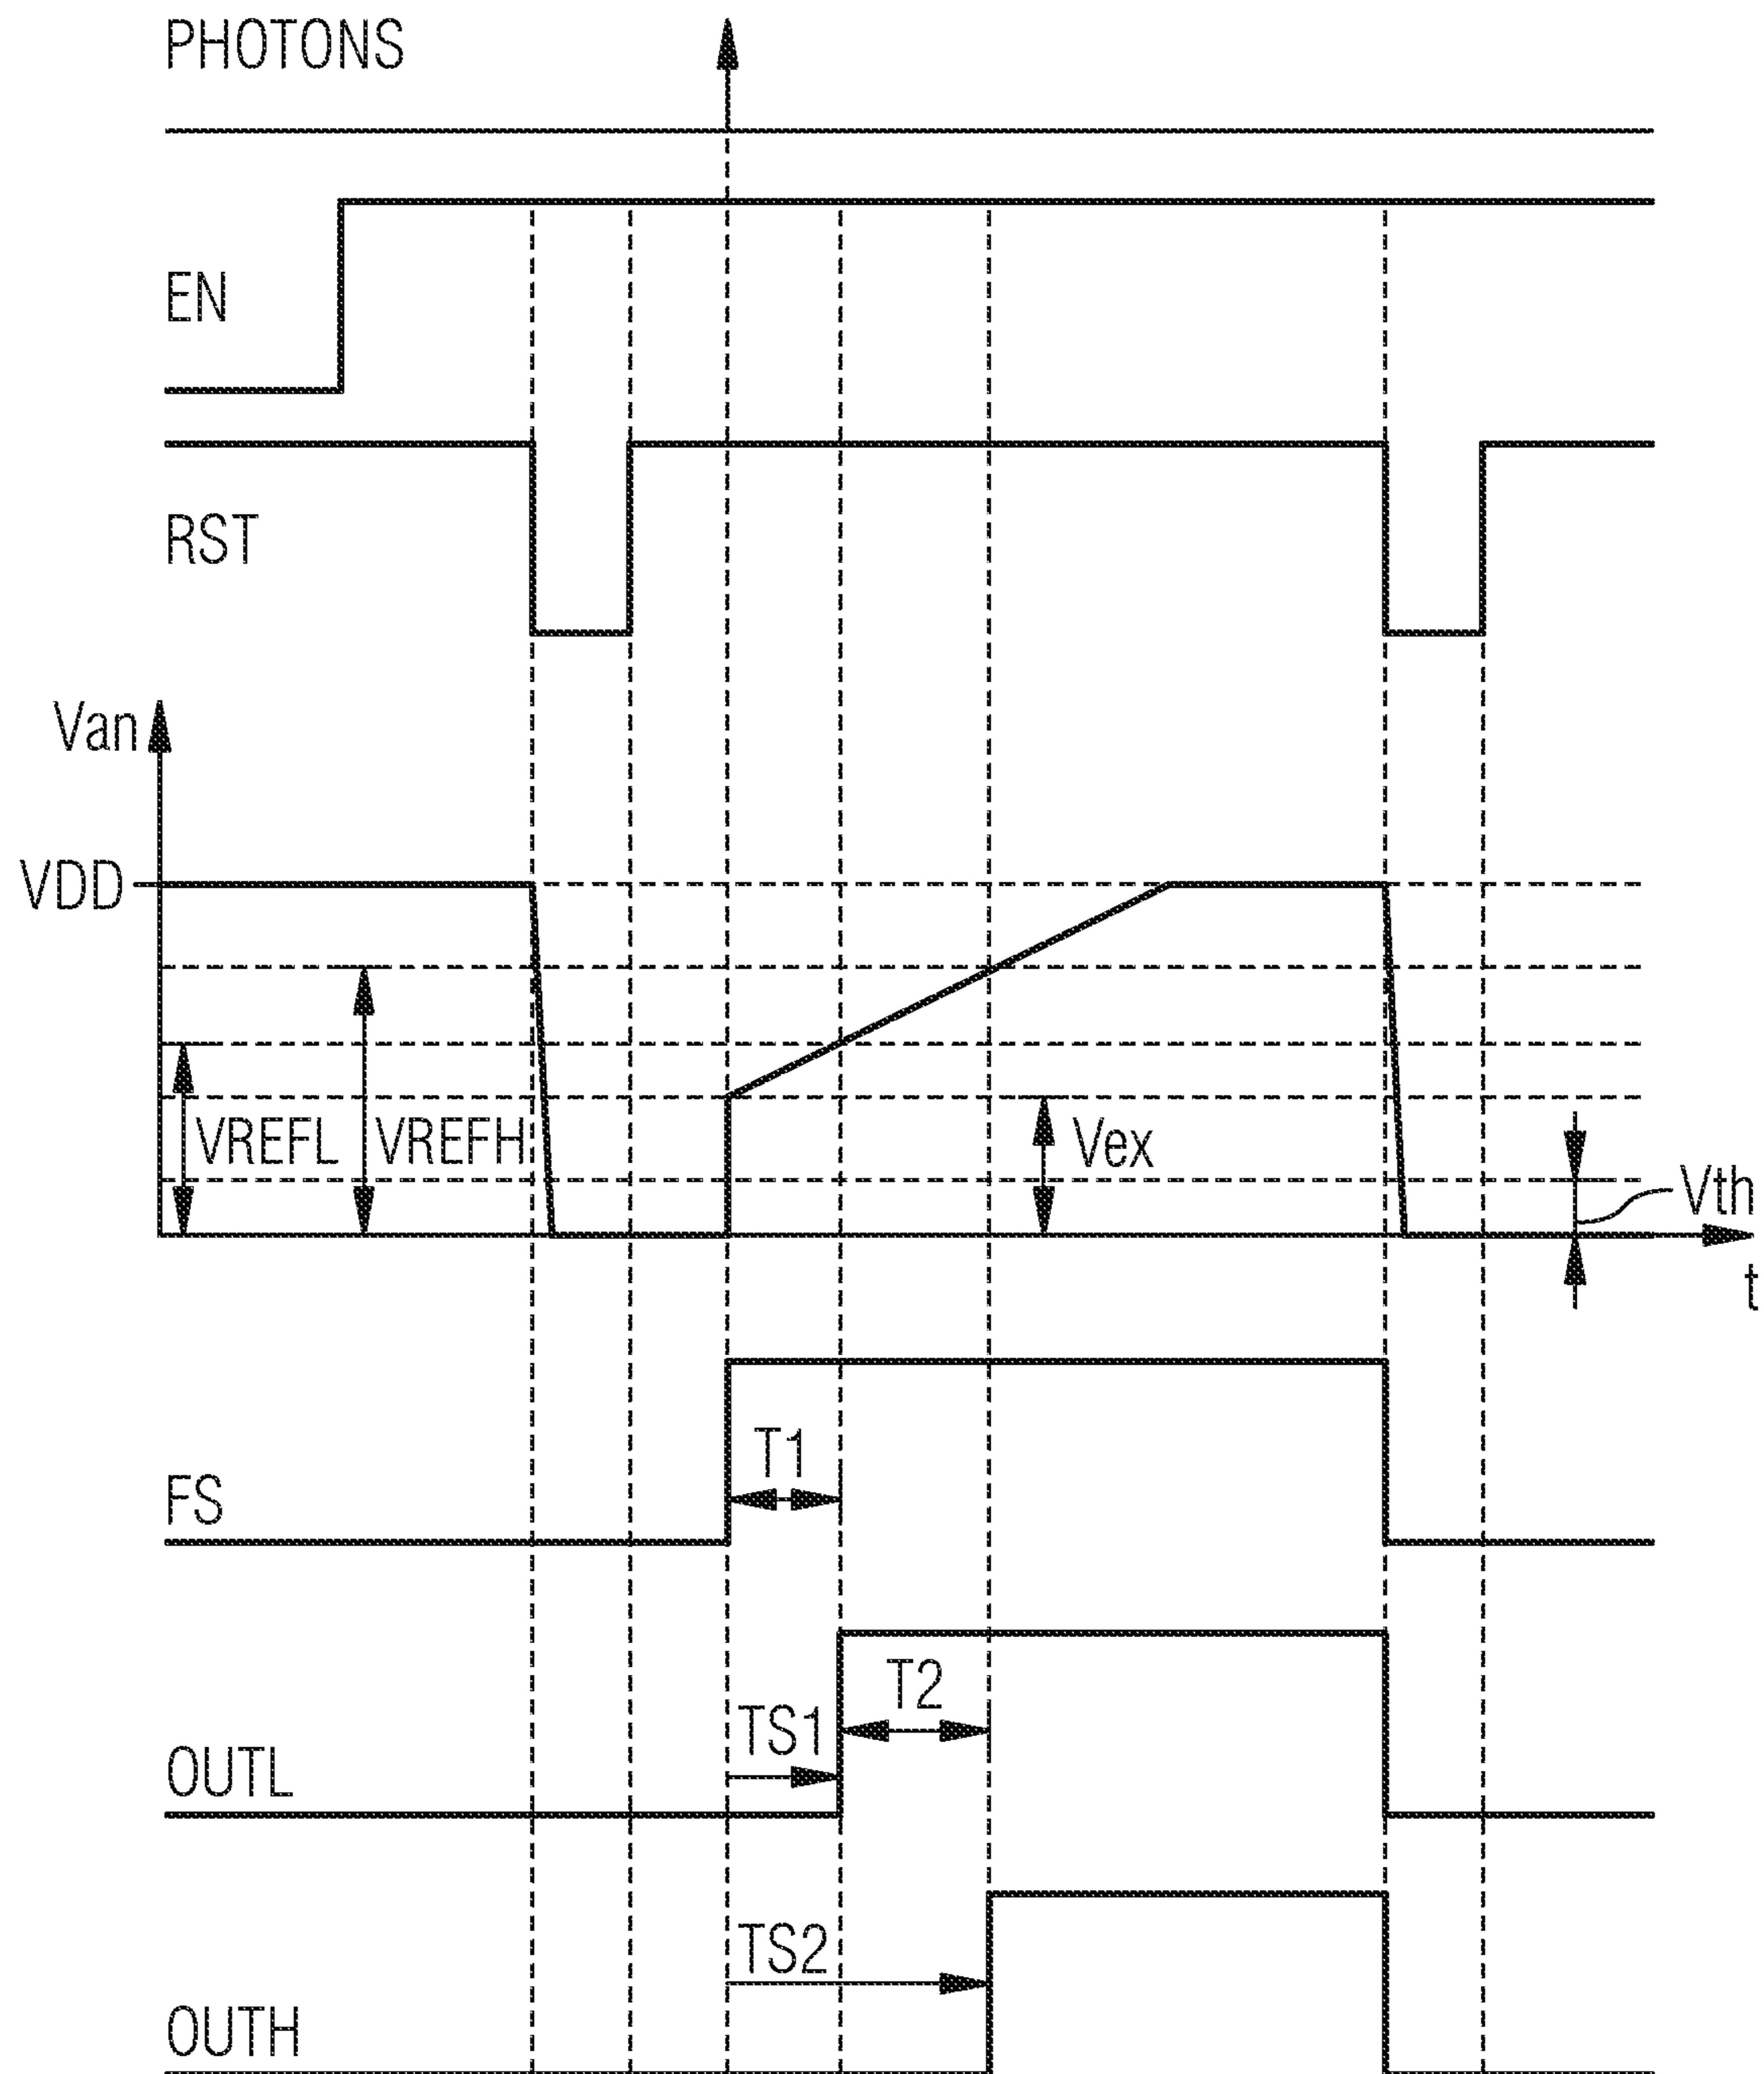 PHOTONS
EN
RST
Van
VDD
VREFL
VREFH
Vex
Vth
t
T1
FS
T2
TS1
OUTL
TS2
OUTH